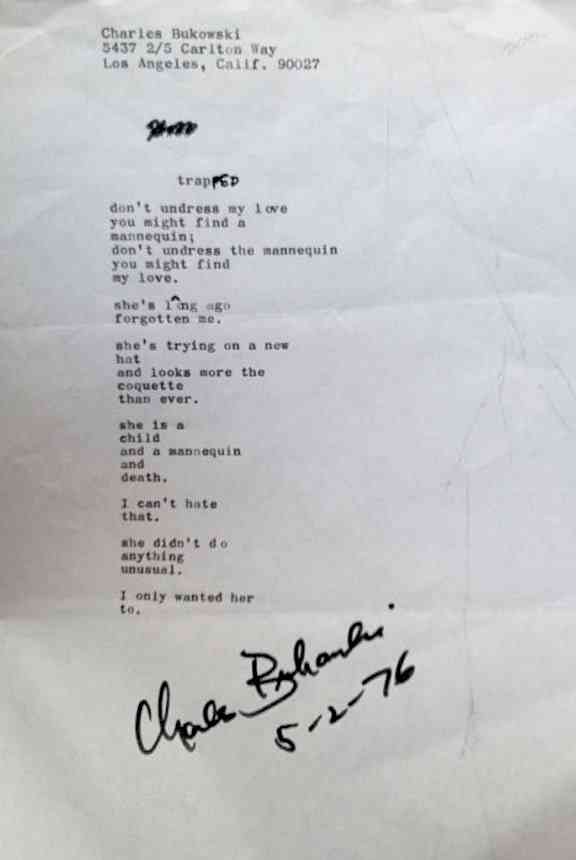 Charles Bukowski
5437 2/5 Carlton Way
Los Angeles, Calif. 90027
trapPED
don't undress my love
you might find a
mannequin;
don't undress the mannequin
you might find
my love.
she's long ago
forgotten me.
she's trying on a new
hat
and looks more the
coquette
than ever.
she is a
child
and a mannequin
and
death.
I can't hate
that.
she didn't do
anything
unusual.
I only wanted her
to.
Charles Bukowski
5-2-76